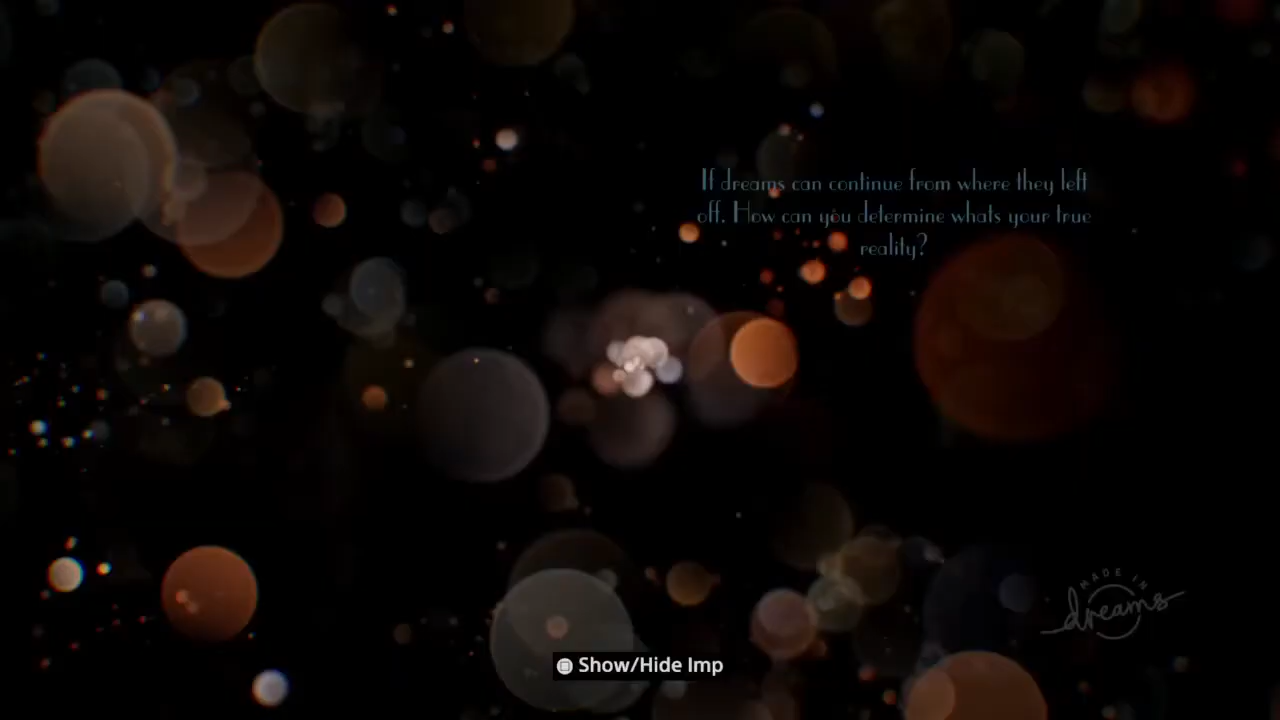 If dreams can continue from where they left
off. How can you determine whats your true
reality?
MADE IN
dreams
Show/Hide Imp